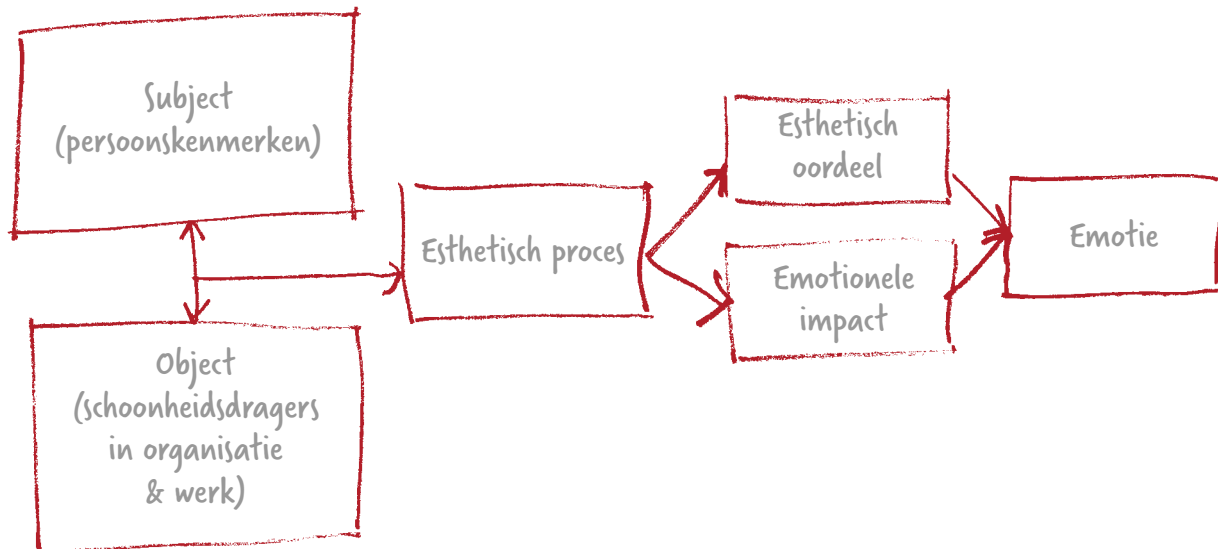 Subject
(persoonskenmerken)
Object
(schoonheidsdragers
in organisatie
& werk)
Esthetisch proces
Esthetisch
oordeel
Emotionele
impact
Emotie